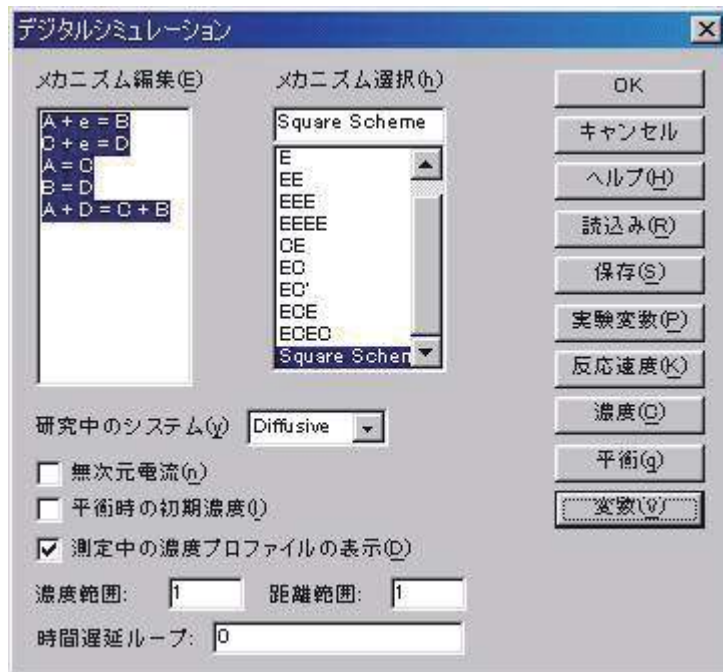 デジタルシミュレーション
メカニズム編集(E)
A + e = B
C + e = D
A = C
B = D
A + D = C + B
メカニズム選択(h)
Square Scheme
E
EE
EEE
EEEE
CE
EC
EC'
ECE
ECEC
Square Schem
OK
キャンセル
ヘルプ(H)
読込み(R)
保存(S)
実験変数(P)
反応速度(K)
濃度(C)
平衡(q)
変数(V)
研究中のシステム(y) Diffusive
無次元電流(n)
平衡時の初期濃度(I)
測定中の濃度プロファイルの表示(D)
濃度範囲: 1 距離範囲: 1
時間遅延ループ: 0